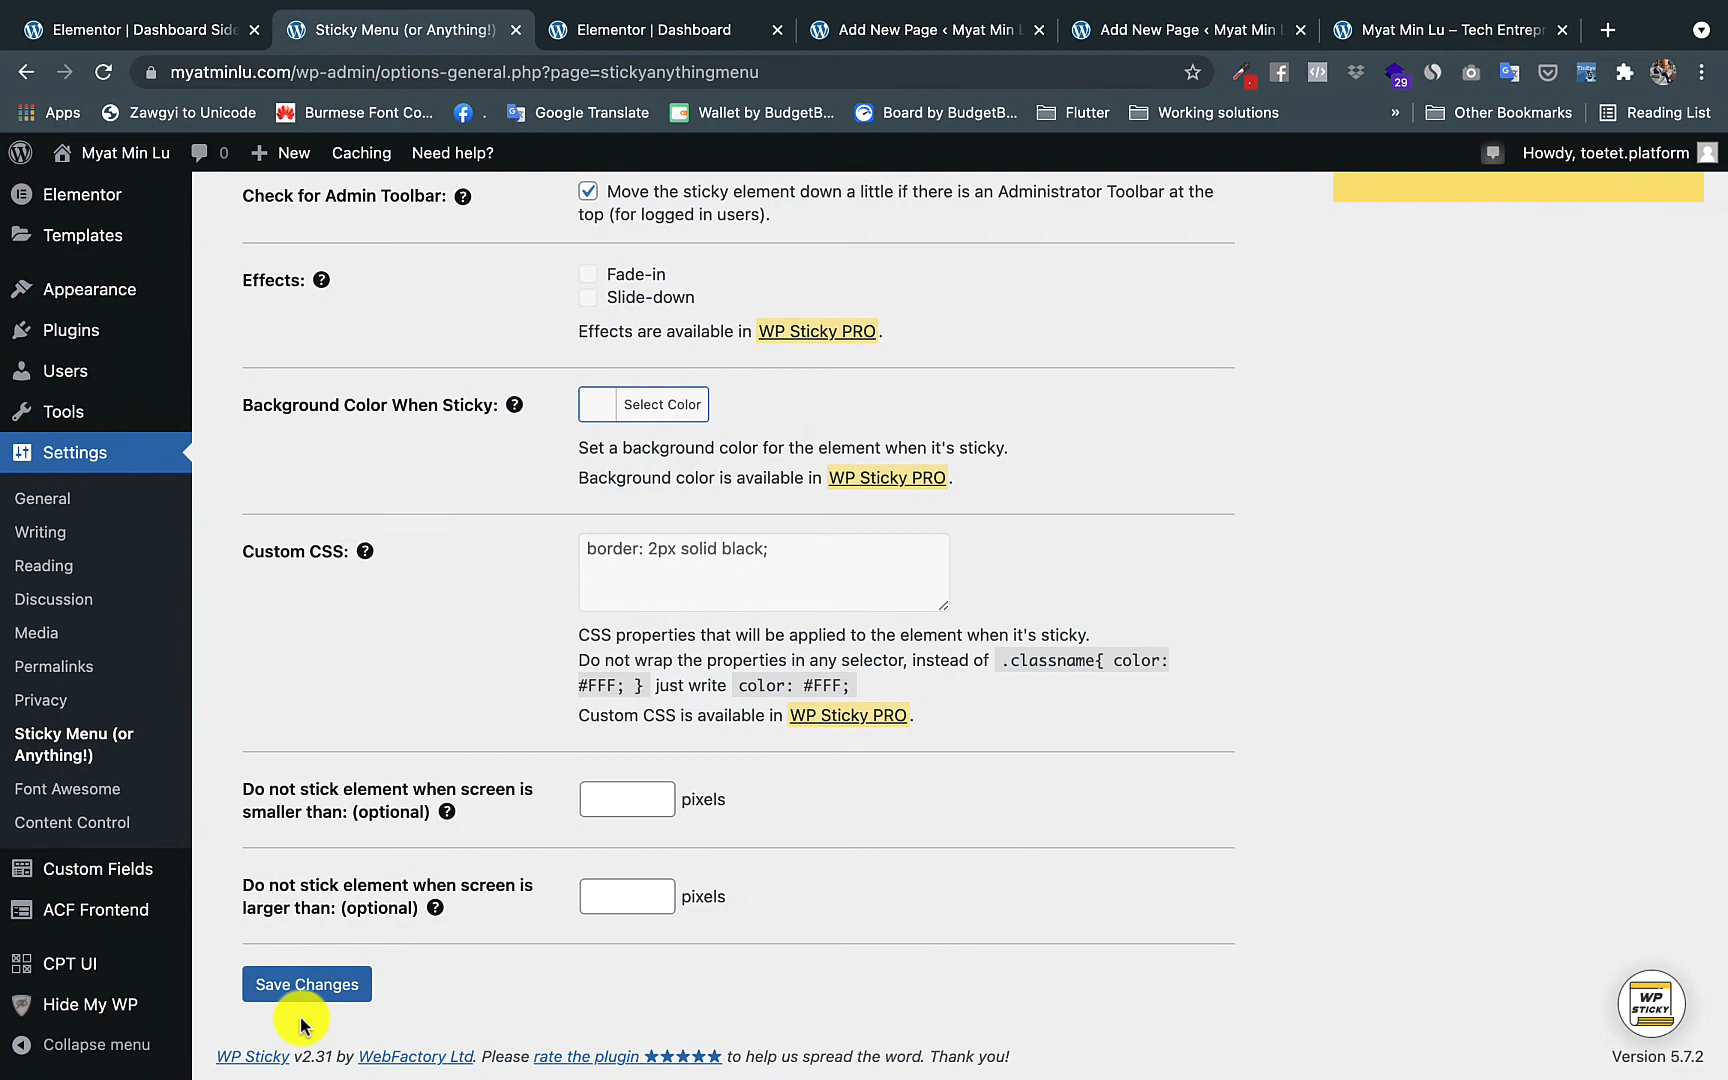 Elementor | Dashboard Side
Sticky Menu (or Anything!)
Elementor | Dashboard
Add New Page ‹ Myat Min L
Add New Page ‹ Myat Min L
Myat Min Lu – Tech Entrepr
myatminlu.com/wp-admin/options-general.php?page=stickyanythingmenu
29
Apps
Zawgyi to Unicode
Burmese Font Co...
.
Google Translate
Wallet by BudgetB...
Board by BudgetB...
Flutter
Working solutions
»
Other Bookmarks
Reading List
Myat Min Lu
0
New
Caching
Need help?
Howdy, toetet.platform
Elementor
Templates
Appearance
Plugins
Users
Tools
Settings
General
Writing
Reading
Discussion
Media
Permalinks
Privacy
Sticky Menu (or
Anything!)
Font Awesome
Content Control
Custom Fields
ACF Frontend
CPT UI
Hide My WP
Collapse menu
Check for Admin Toolbar: ?
Move the sticky element down a little if there is an Administrator Toolbar at the
top (for logged in users).
Effects: ?
Fade-in
Slide-down
Effects are available in WP Sticky PRO.
Background Color When Sticky: ?
Select Color
Set a background color for the element when it's sticky.
Background color is available in WP Sticky PRO.
Custom CSS: ?
border: 2px solid black;
CSS properties that will be applied to the element when it's sticky.
Do not wrap the properties in any selector, instead of .classname{ color:
#FFF; } just write color: #FFF;
Custom CSS is available in WP Sticky PRO.
Do not stick element when screen is
smaller than: (optional) ?
pixels
Do not stick element when screen is
larger than: (optional) ?
pixels
Save Changes
WP Sticky v2.31 by WebFactory Ltd. Please rate the plugin ★★★★★ to help us spread the word. Thank you!
WP
STICKY
Version 5.7.2